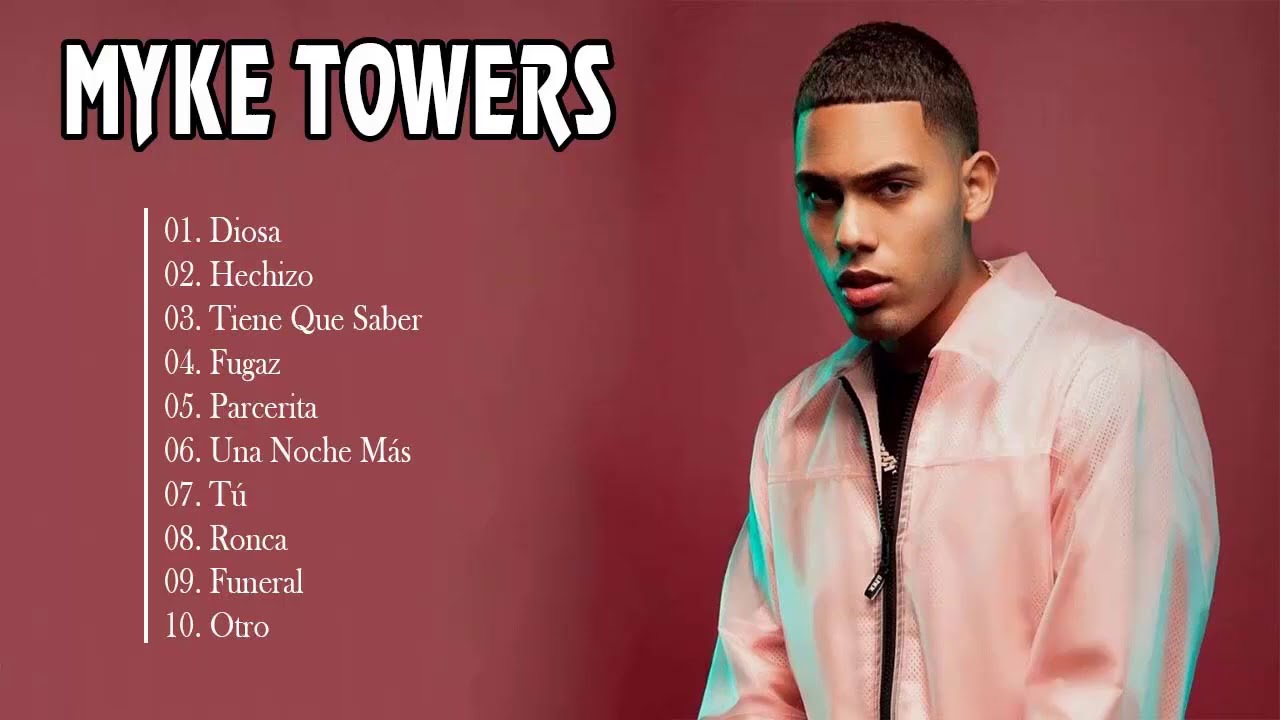 MYKE TOWERS
01. Diosa
02. Hechizo
03. Tiene Que Saber
04. Fugaz
05. Parcerita
06. Una Noche Más
07. Tú
08. Ronca
09. Funeral
10. Otro